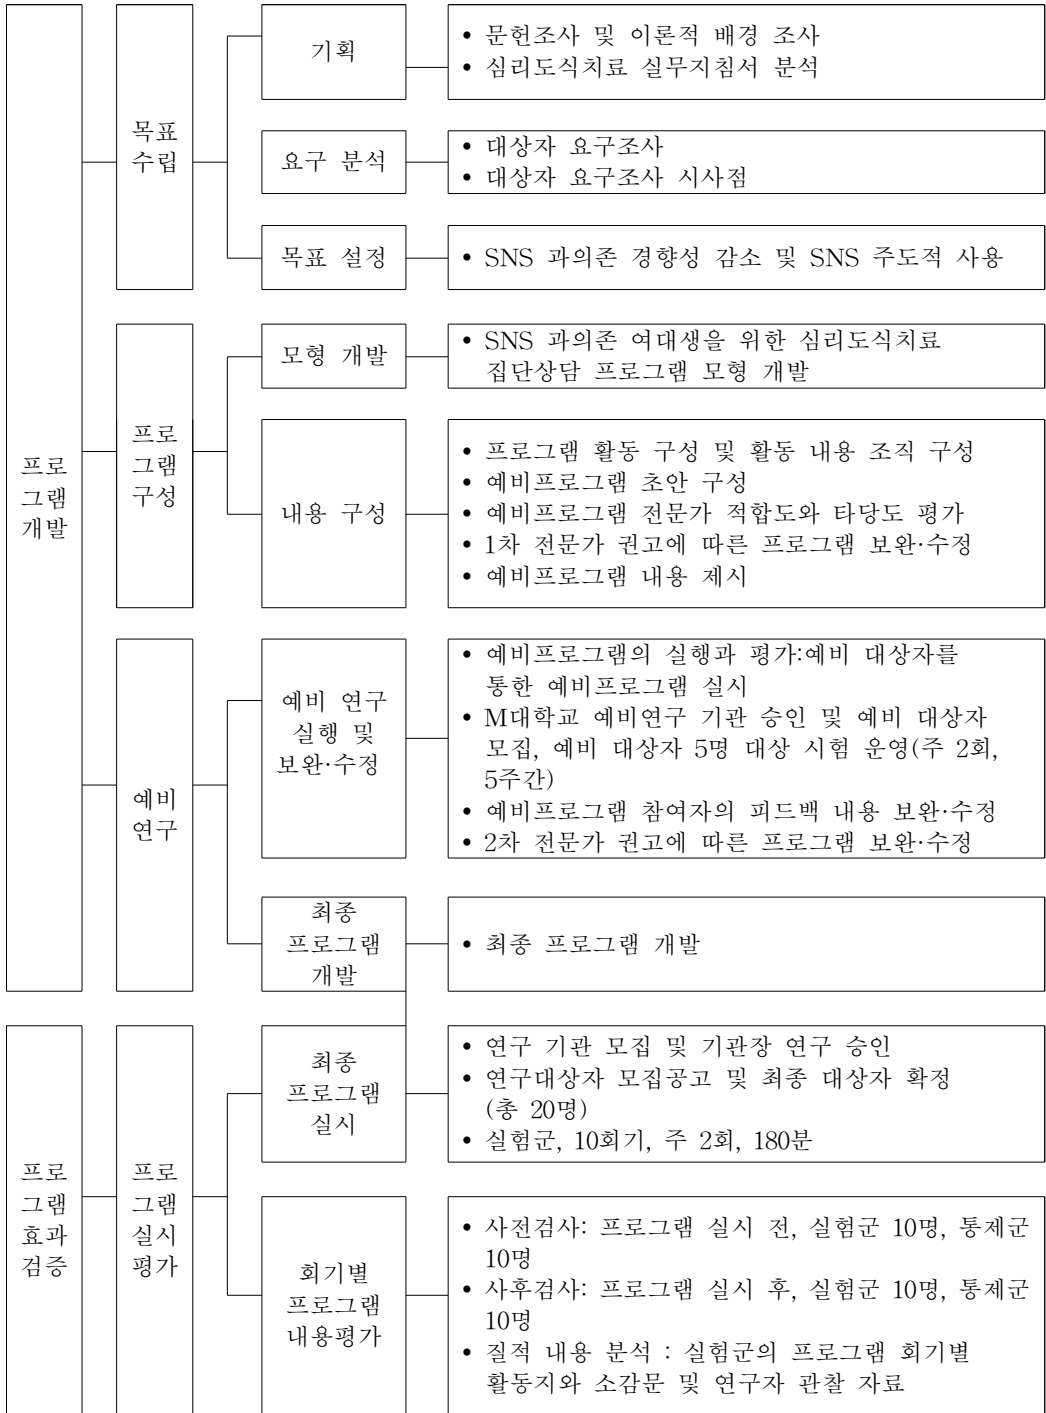 프로
그램
개발
목표
수립
기획
• 문헌조사 및 이론적 배경 조사
• 심리도식치료 실무지침서 분석
요구 분석
• 대상자 요구조사
• 대상자 요구조사 시사점
목표 설정
• SNS 과의존 경향성 감소 및 SNS 주도적 사용
프로
그램
구성
모형 개발
• SNS 과의존 여대생을 위한 심리도식치료
집단상담 프로그램 모형 개발
내용 구성
• 프로그램 활동 구성 및 활동 내용 조직 구성
• 예비프로그램 초안 구성
• 예비프로그램 전문가 적합도와 타당도 평가
• 1차 전문가 권고에 따른 프로그램 보완·수정
• 예비프로그램 내용 제시
예비
연구
예비 연구
실행 및
보완·수정
• 예비프로그램의 실행과 평가:예비 대상자를
통한 예비프로그램 실시
• M대학교 예비연구 기관 승인 및 예비 대상자
모집, 예비 대상자 5명 대상 시험 운영(주 2회,
5주간)
• 예비프로그램 참여자의 피드백 내용 보완·수정
• 2차 전문가 권고에 따른 프로그램 보완·수정
최종
프로그램
개발
• 최종 프로그램 개발
프로
그램
효과
검증
프로
그램
실시
평가
최종
프로그램
실시
• 연구 기관 모집 및 기관장 연구 승인
• 연구대상자 모집공고 및 최종 대상자 확정
(총 20명)
• 실험군, 10회기, 주 2회, 180분
회기별
프로그램
내용평가
• 사전검사: 프로그램 실시 전, 실험군 10명, 통제군
10명
• 사후검사: 프로그램 실시 후, 실험군 10명, 통제군
10명
• 질적 내용 분석 : 실험군의 프로그램 회기별
활동지와 소감문 및 연구자 관찰 자료